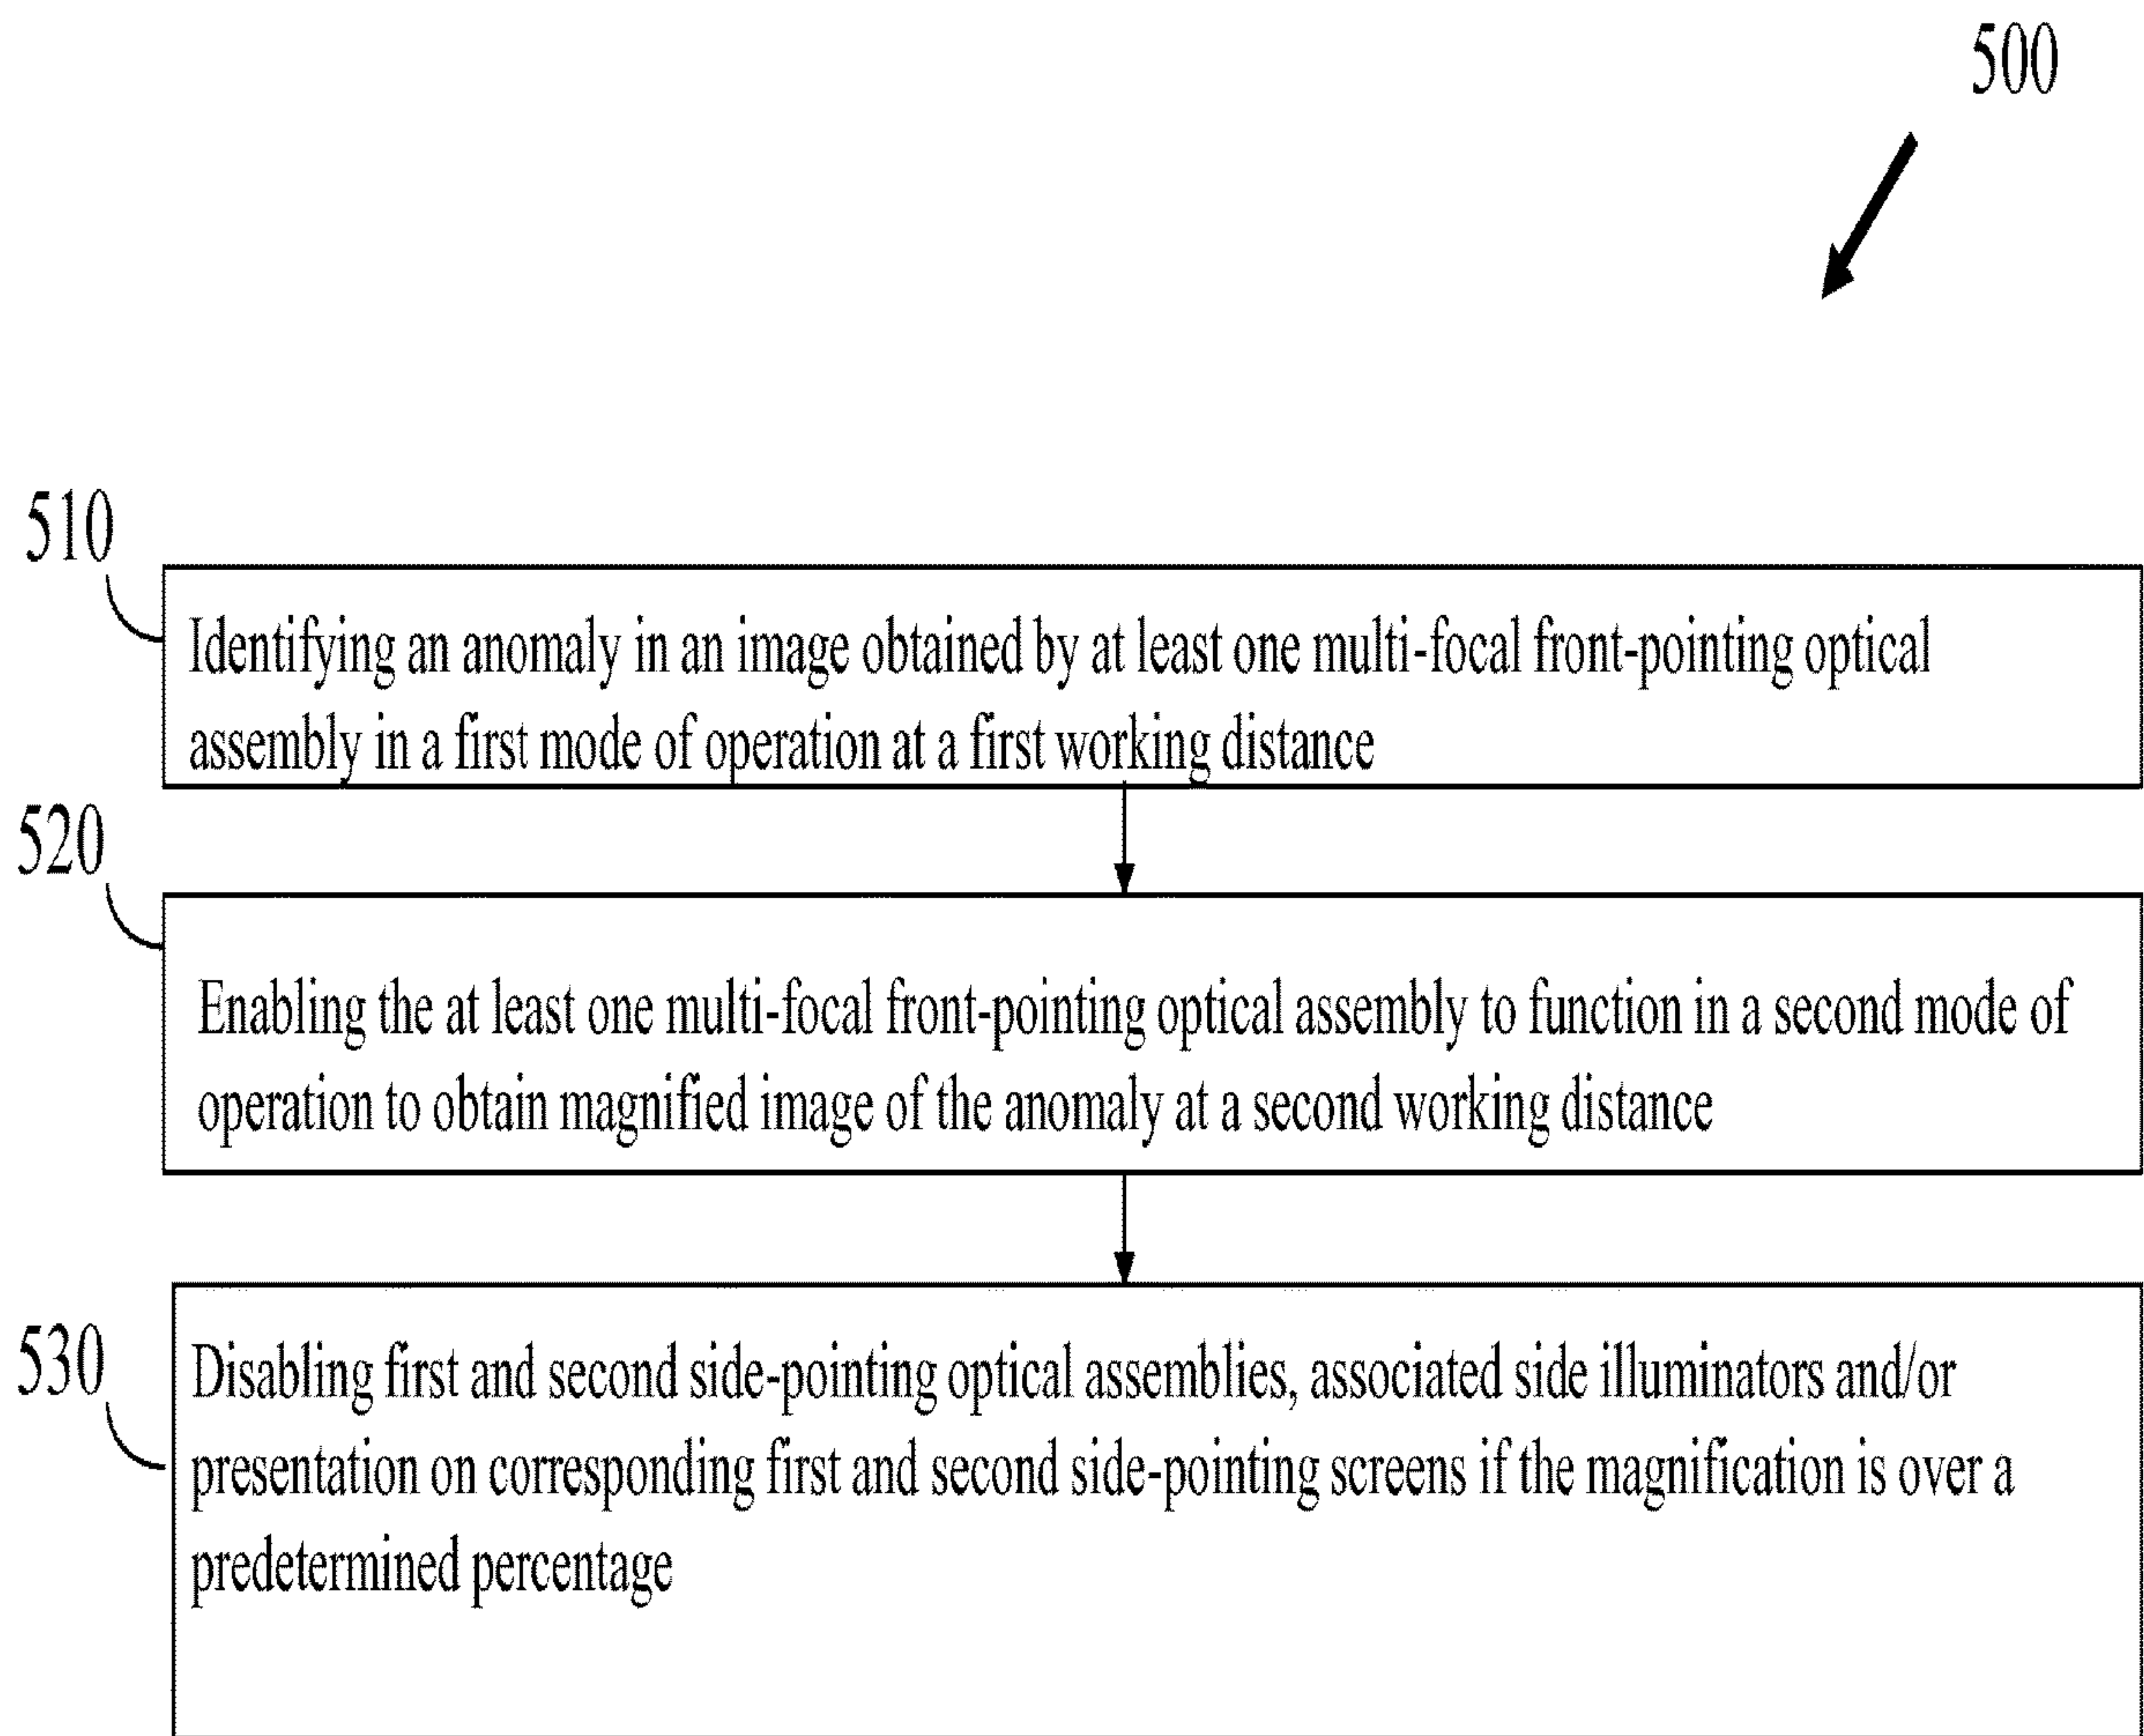 500
510
Identifying an anomaly in an image obtained by at least one multi-focal front-pointing optical
assembly in a first mode of operation at a first working distance
520
Enabling the at least one multi-focal front-pointing optical assembly to function in a second mode of
operation to obtain magnified image of the anomaly at a second working distance
530
Disabling first and second side-pointing optical assemblies, associated side illuminators and/or
presentation on corresponding first and second side-pointing screens if the magnification is over a
predetermined percentage